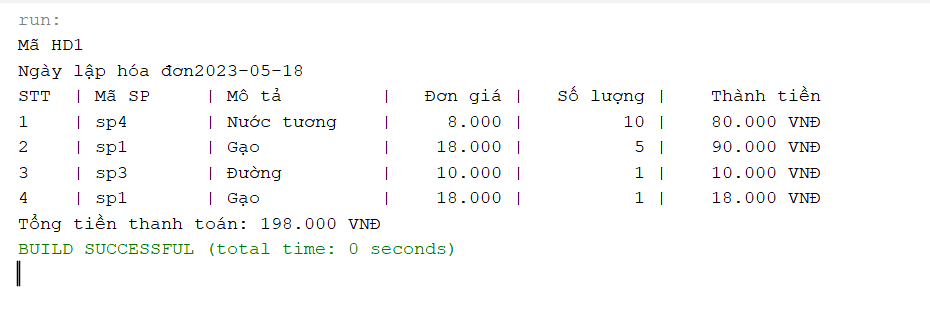 run:
Mã HD1
Ngày lập hóa đơn2023-05-18
STT | Mã SP | Mô tả | Đơn giá | Số lượng | Thành tiền
1 | sp4 | Nước tương | 8.000 | 10 | 80.000 VNĐ
2 | sp1 | Gạo | 18.000 | 5 | 90.000 VNĐ
3 | sp3 | Đường | 10.000 | 1 | 10.000 VNĐ
4 | sp1 | Gạo | 18.000 | 1 | 18.000 VNĐ
Tổng tiền thanh toán: 198.000 VNĐ
BUILD SUCCESSFUL (total time: 0 seconds)